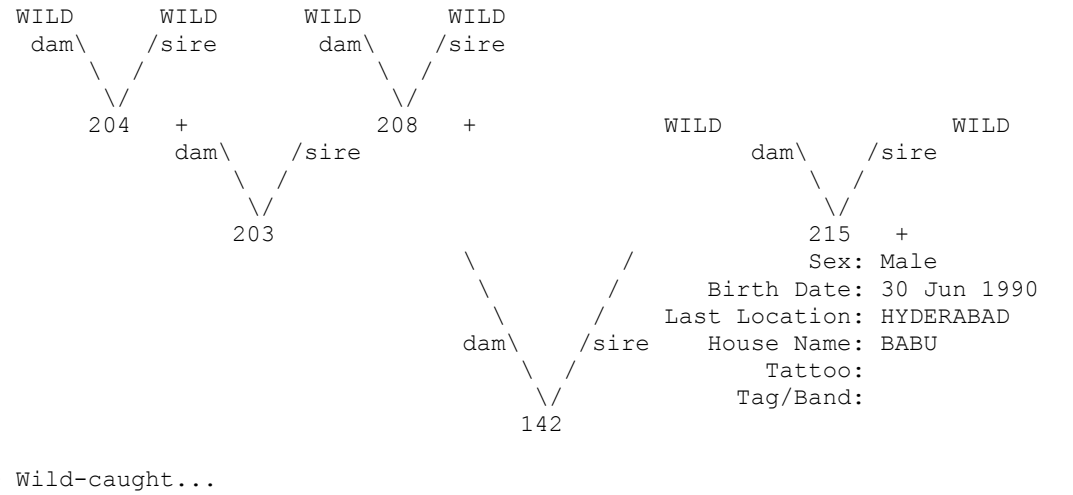 WILD WILD WILD WILD
dam\ /sire dam\ /sire
\ / \ /
\/ \/
204 + 208 + WILD WILD
dam\ /sire dam\ /sire
\ / \ /
\/ \/
203 215 +
\ / Sex: Male
\ / Birth Date: 30 Jun 1990
\ / Last Location: HYDERABAD
dam\ /sire House Name: BABU
\ / Tattoo:
\/ Tag/Band:
142
Wild-caught...